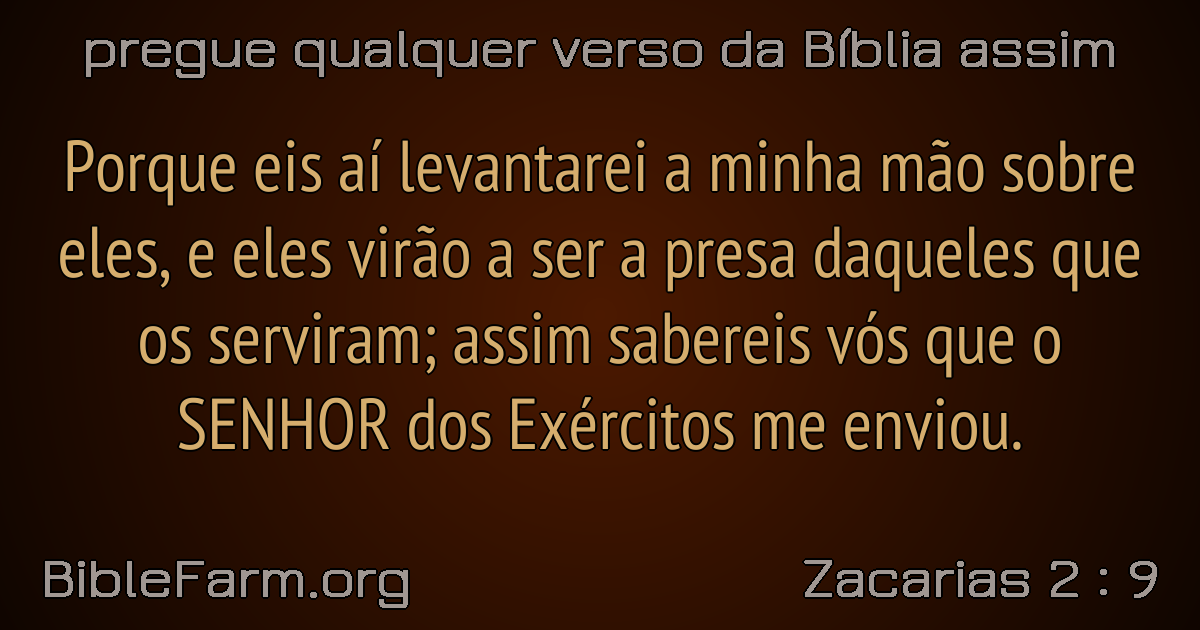 pregue qualquer verso da Bíblia assim
Porque eis aí levantarei a minha mão sobre
eles, e eles virão a ser a presa daqueles que
os serviram; assim sabereis vós que o
SENHOR dos Exércitos me enviou.
BibleFarm.org
Zacarias 2 : 9